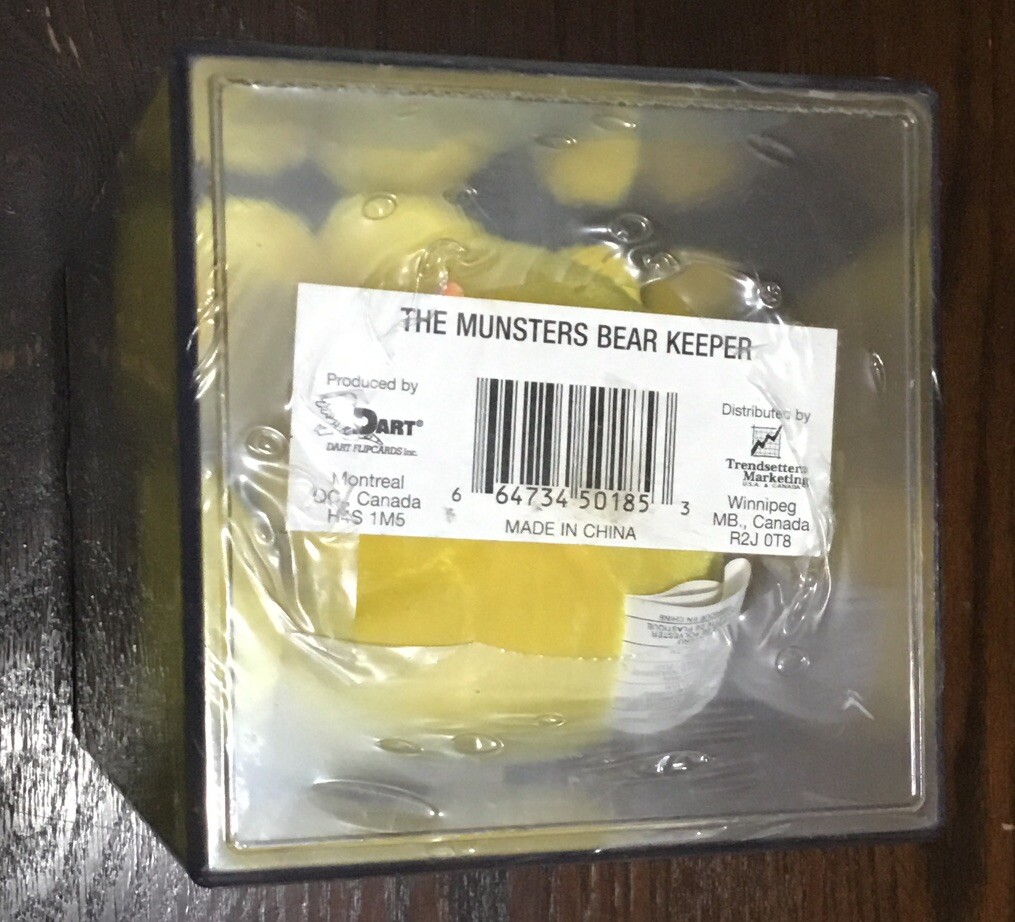 THE MUNSTERS BEAR KEEPER
Produced by
DART®
DART FLIPCARDS Inc.
Montreal
Canada
H4S 1M5
6 64734 50185 3
MADE IN CHINA
Distributed by
Trendsetters
Marketing
U.S.A. & CANADA
Winnipeg
MB., Canada
R2J 0T8